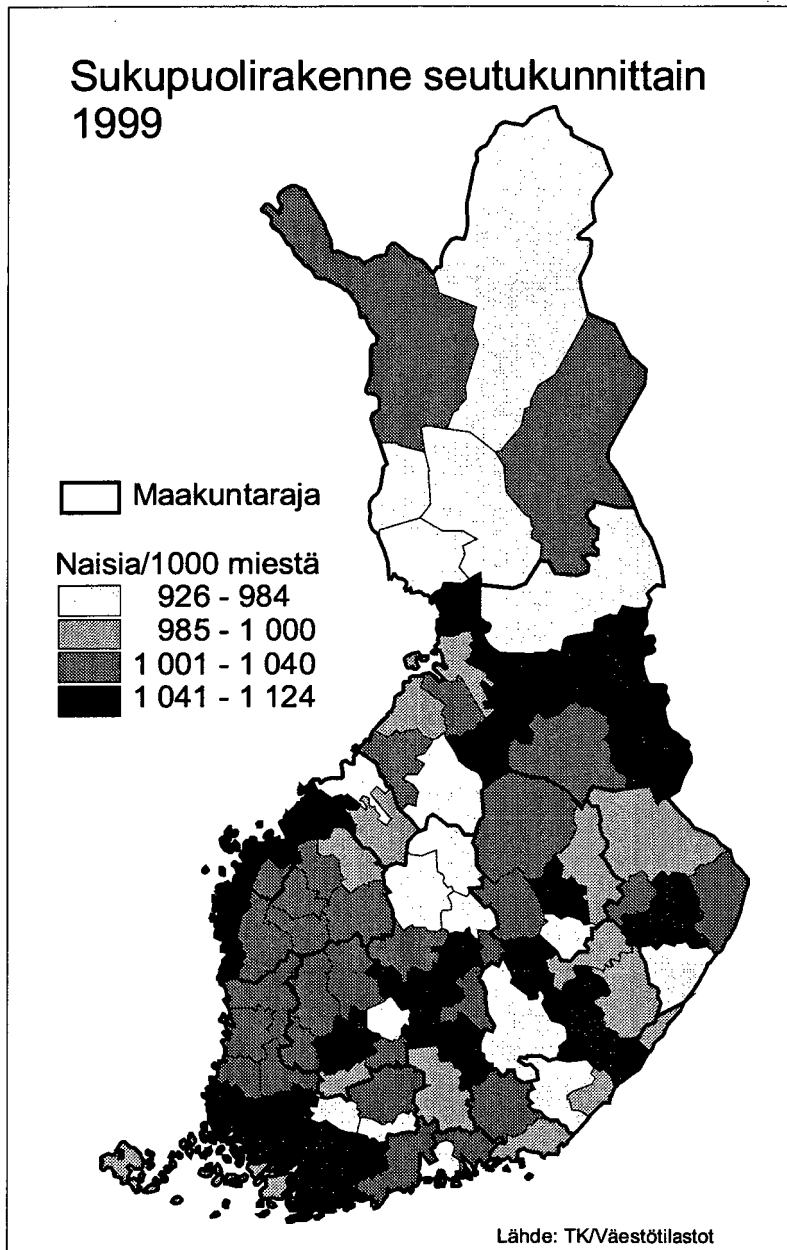 Sukupuolirakenne seutukunnittain
1999
Maakuntaraja
Naisia/1000 miestä
926 - 984
985 - 1 000
1 001 - 1 040
1 041 - 1 124
Lähde: TK/Väestötilastot